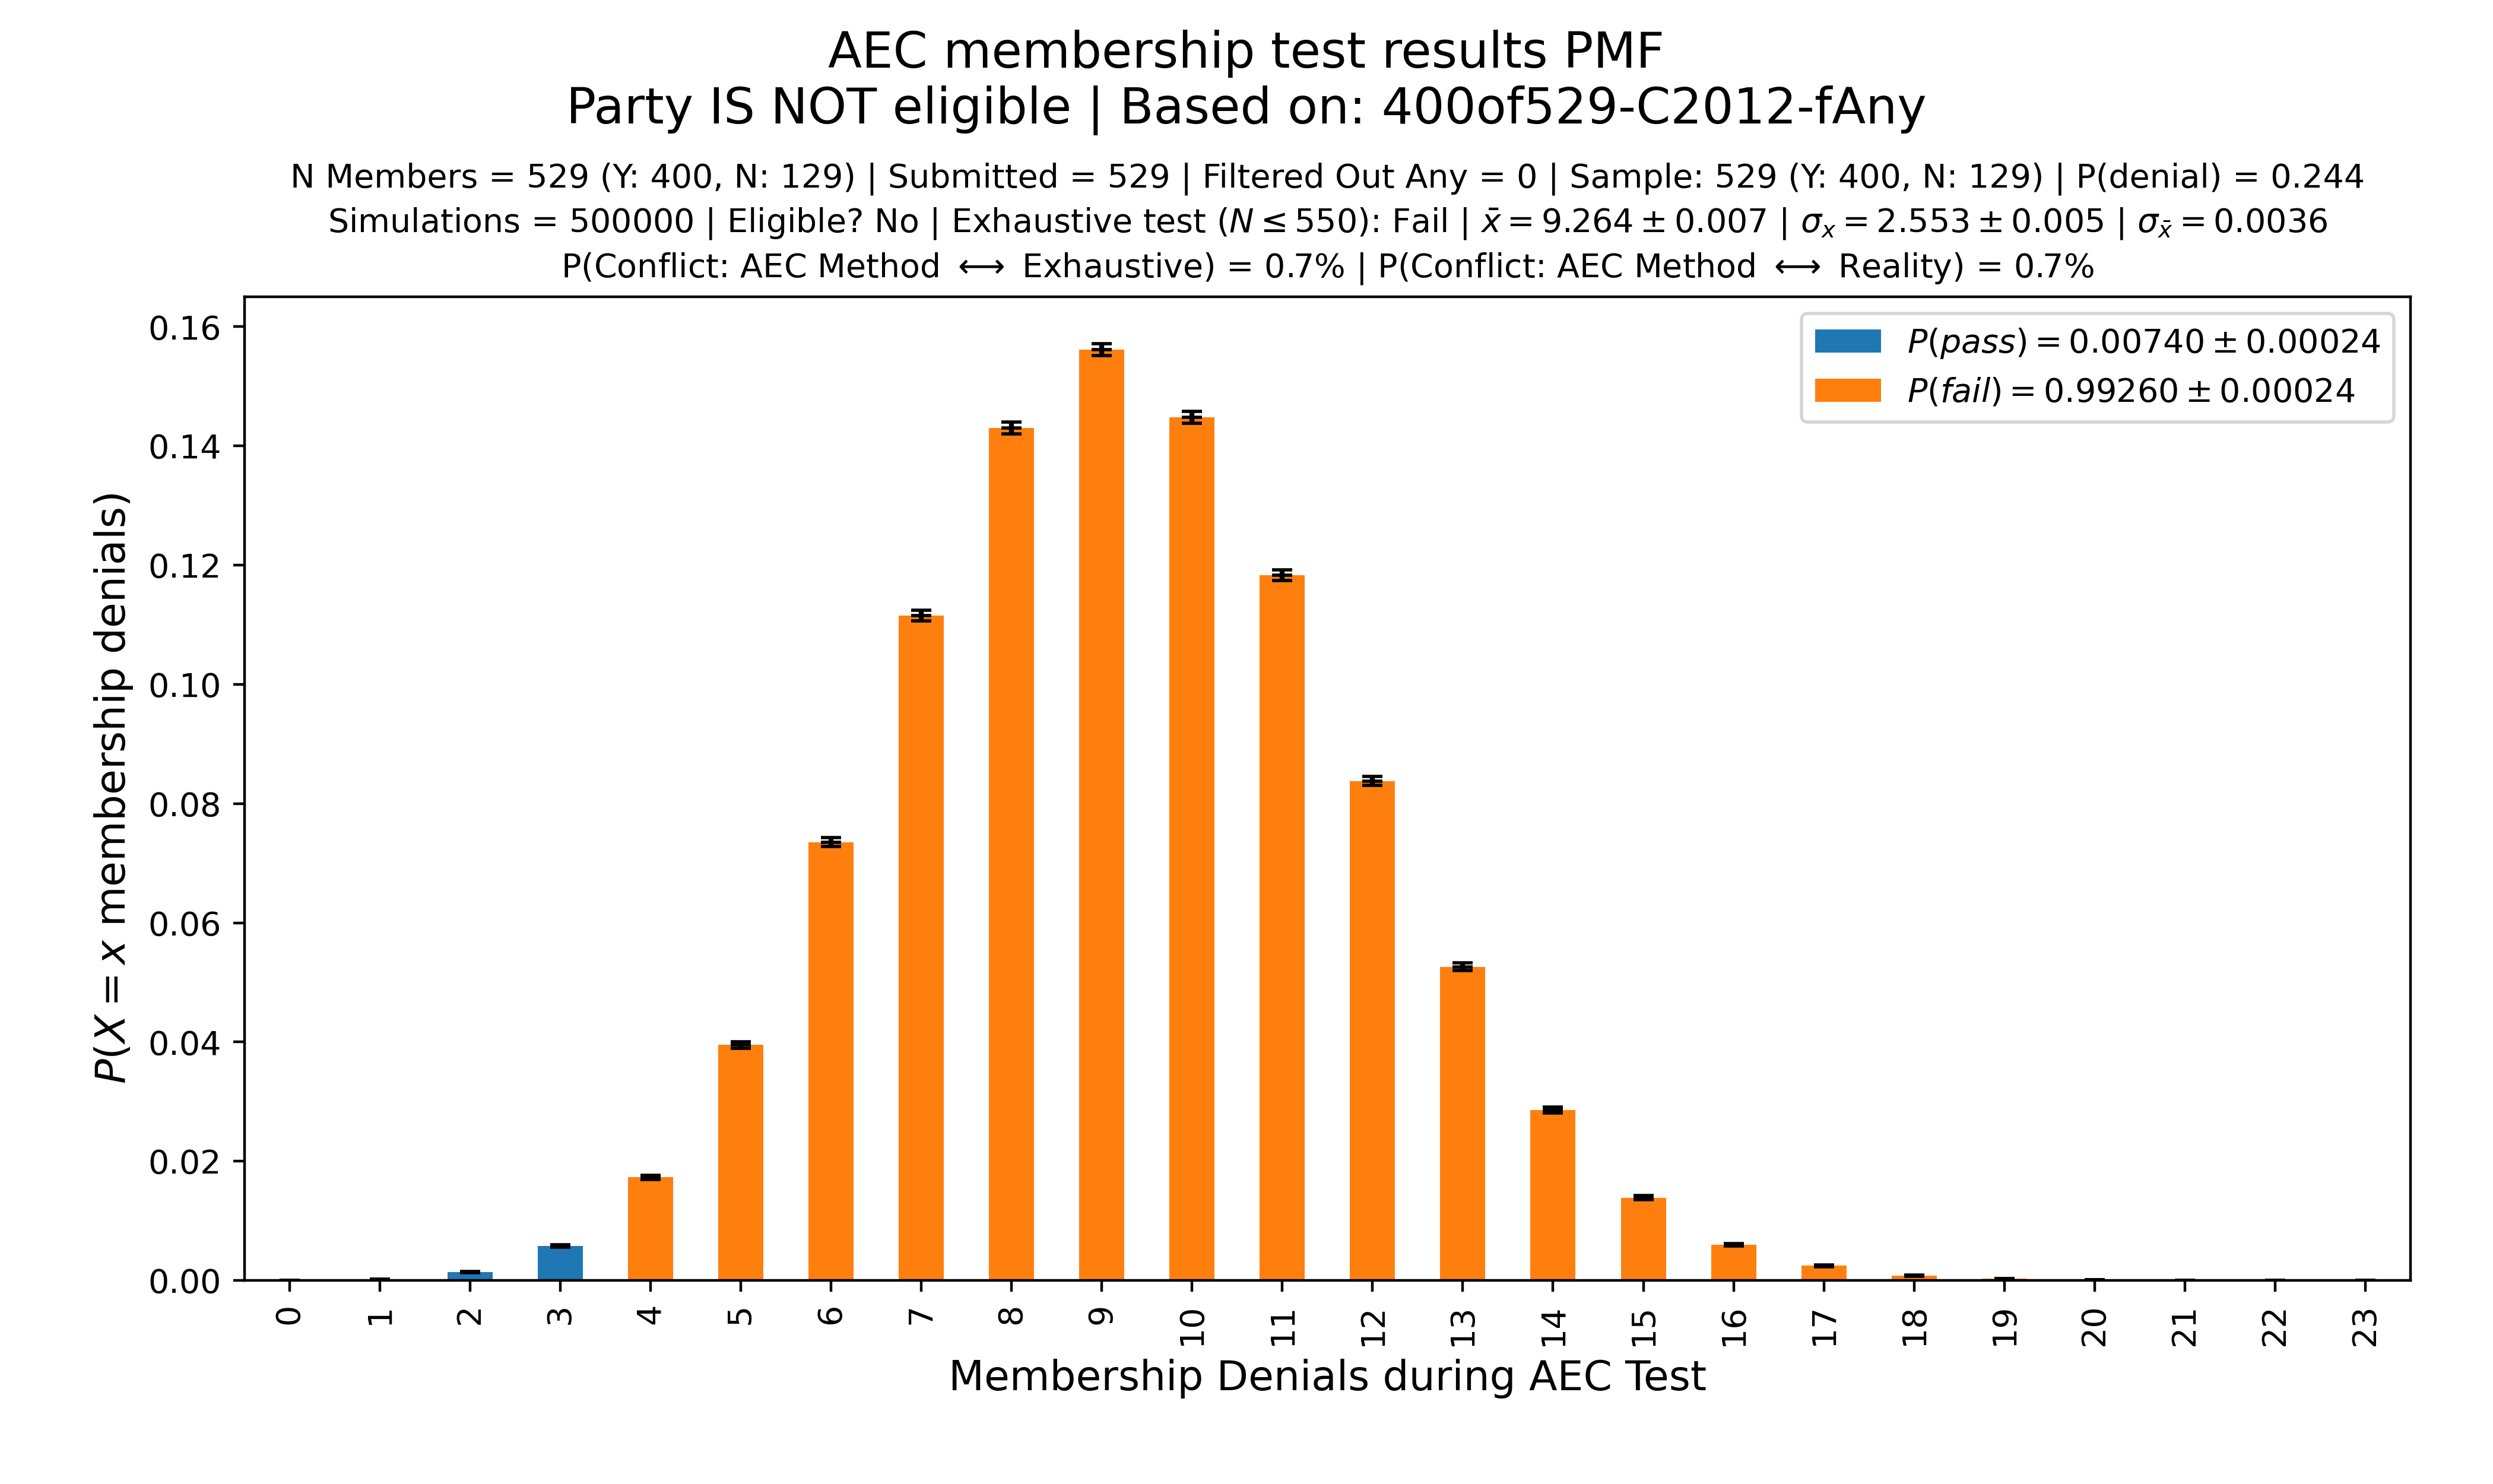 AEC membership test results PMF
Party IS NOT eligible | Based on: 400of529-C2012-fAny
N Members = 529 (Y: 400, N: 129) | Submitted = 529 | Filtered Out Any = 0 | Sample: 529 (Y: 400, N: 129) | P(denial) = 0.244
Simulations = 500000 | Eligible? No | Exhaustive test (N ≤ 550): Fail | x̄ = 9.264 ± 0.007 | σₓ = 2.553 ± 0.005 | σ_x̄ = 0.0036
P(Conflict: AEC Method ⟷ Exhaustive) = 0.7% | P(Conflict: AEC Method ⟷ Reality) = 0.7%
P(pass) = 0.00740 ± 0.00024
P(fail) = 0.99260 ± 0.00024
P(X = x membership denials)
0.16
0.14
0.12
0.10
0.08
0.06
0.04
0.02
0.00
0 1 2 3 4 5 6 7 8 9 10 11 12 13 14 15 16 17 18 19 20 21 22 23
Membership Denials during AEC Test